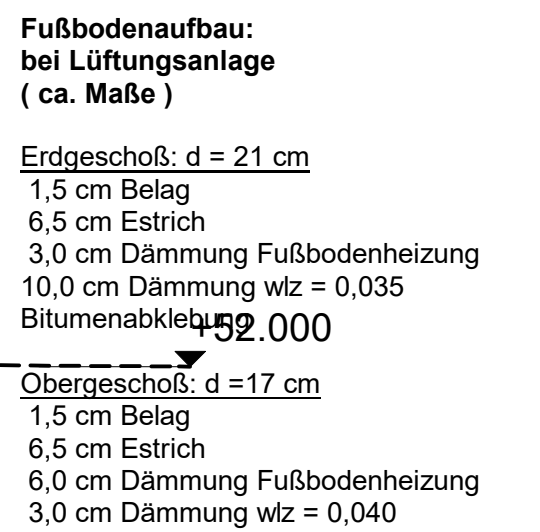 Fußbodenaufbau:
bei Lüftungsanlage
( ca. Maße )
Erdgeschoß: d = 21 cm
1,5 cm Belag
6,5 cm Estrich
3,0 cm Dämmung Fußbodenheizung
10,0 cm Dämmung wlz = 0,035
Bitumenabklebung
+52.000
Obergeschoß: d =17 cm
1,5 cm Belag
6,5 cm Estrich
6,0 cm Dämmung Fußbodenheizung
3,0 cm Dämmung wlz = 0,040